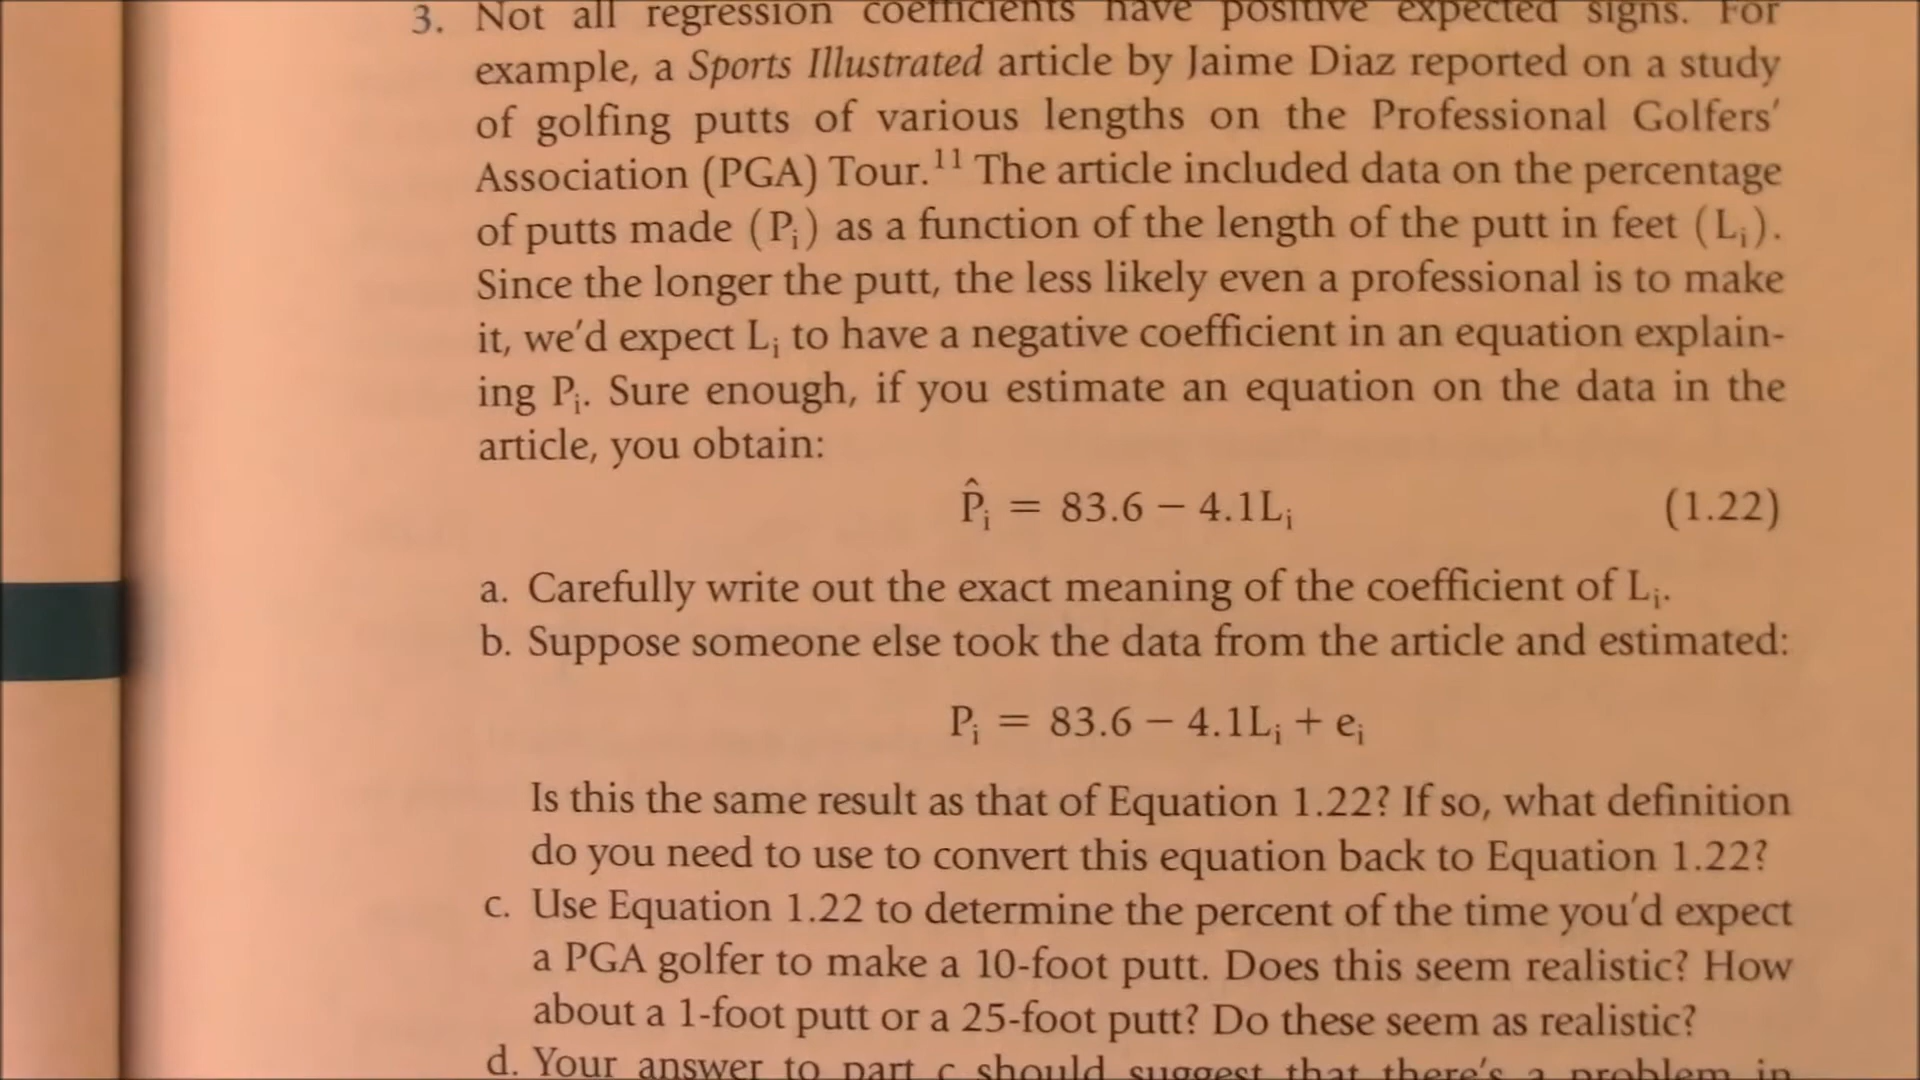 3. Not all regression coefficients have positive expected signs. For
example, a Sports Illustrated article by Jaime Diaz reported on a study
of golfing putts of various lengths on the Professional Golfers'
Association (PGA) Tour.¹¹ The article included data on the percentage
of putts made (Pᵢ) as a function of the length of the putt in feet (Lᵢ).
Since the longer the putt, the less likely even a professional is to make
it, we'd expect Lᵢ to have a negative coefficient in an equation explain-
ing Pᵢ. Sure enough, if you estimate an equation on the data in the
article, you obtain:
P̂ᵢ = 83.6 − 4.1Lᵢ (1.22)
a. Carefully write out the exact meaning of the coefficient of Lᵢ.
b. Suppose someone else took the data from the article and estimated:
Pᵢ = 83.6 − 4.1Lᵢ + eᵢ
Is this the same result as that of Equation 1.22? If so, what definition
do you need to use to convert this equation back to Equation 1.22?
c. Use Equation 1.22 to determine the percent of the time you'd expect
a PGA golfer to make a 10-foot putt. Does this seem realistic? How
about a 1-foot putt or a 25-foot putt? Do these seem as realistic?
d. Your answer to part c should suggest that there's a problem in